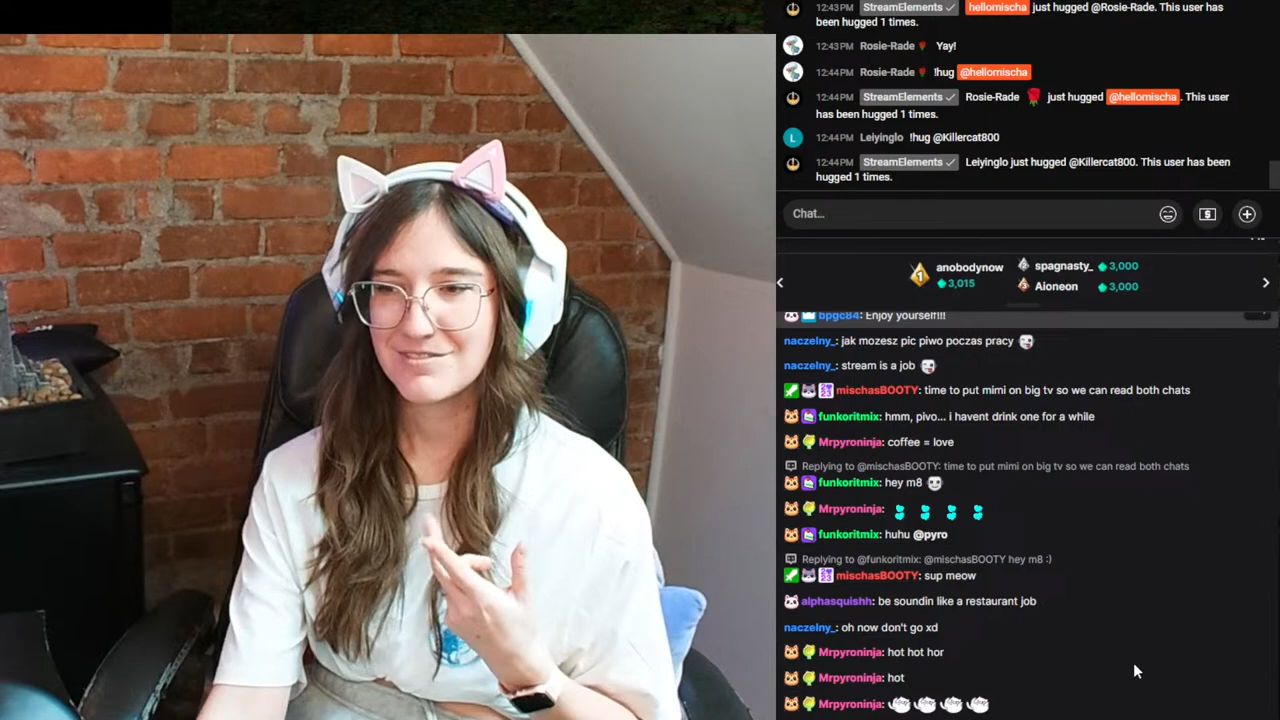 12:43PM StreamElements hellomischa just hugged @Rosie-Rade. This user has
been hugged 1 times.
12:43PM Rosie-Rade Yay!
12:44PM Rosie-Rade !hug @hellomischa
12:44PM StreamElements Rosie-Rade just hugged @hellomischa. This user
has been hugged 1 times.
L 12:44PM Leiyinglo !hug @Killercat800
12:44PM StreamElements Leiyinglo just hugged @Killercat800. This user has been
hugged 1 times.
Chat...
1 anobodynow 3,015
spagnasty_ 3,000
Aioneon 3,000
bpgc84: Enjoy yourself!!!
naczelny_: jak mozesz pic piwo poczas pracy
naczelny_: stream is a job
mischasBOOTY: time to put mimi on big tv so we can read both chats
funkoritmix: hmm, pivo... i havent drink one for a while
Mrpyroninja: coffee = love
Replying to @mischasBOOTY: time to put mimi on big tv so we can read both chats
funkoritmix: hey m8
Mrpyroninja:
funkoritmix: huhu @pyro
Replying to @funkoritmix: @mischasBOOTY hey m8 :)
mischasBOOTY: sup meow
alphasquishh: be soundin like a restaurant job
naczelny_: oh now don't go xd
Mrpyroninja: hot hot hor
Mrpyroninja: hot
Mrpyroninja: